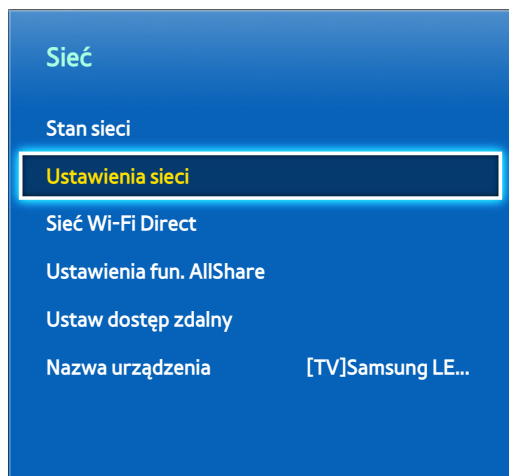 Sieć
Stan sieci
Ustawienia sieci
Sieć Wi-Fi Direct
Ustawienia fun. AllShare
Ustaw dostęp zdalny
Nazwa urządzenia [TV]Samsung LE...